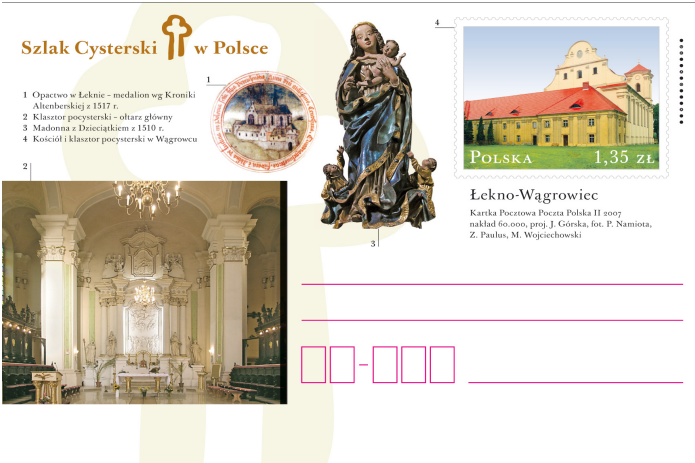 Szlak Cysterski w Polsce
1 Opactwo w Łeknie – medalion wg Kroniki
Altenberskiej z 1517 r.
2 Klasztor pocysterski – ołtarz główny
3 Madonna z Dzieciątkiem z 1510 r.
4 Kościół i klasztor pocysterski w Wągrowcu
1
2
3
4
POLSKA 1,35 ZŁ
Łekno-Wągrowiec
Kartka Pocztowa Poczta Polska II 2007
nakład 60.000, proj. J. Górska, fot. P. Namiota,
Z. Paulus, M. Wojciechowski